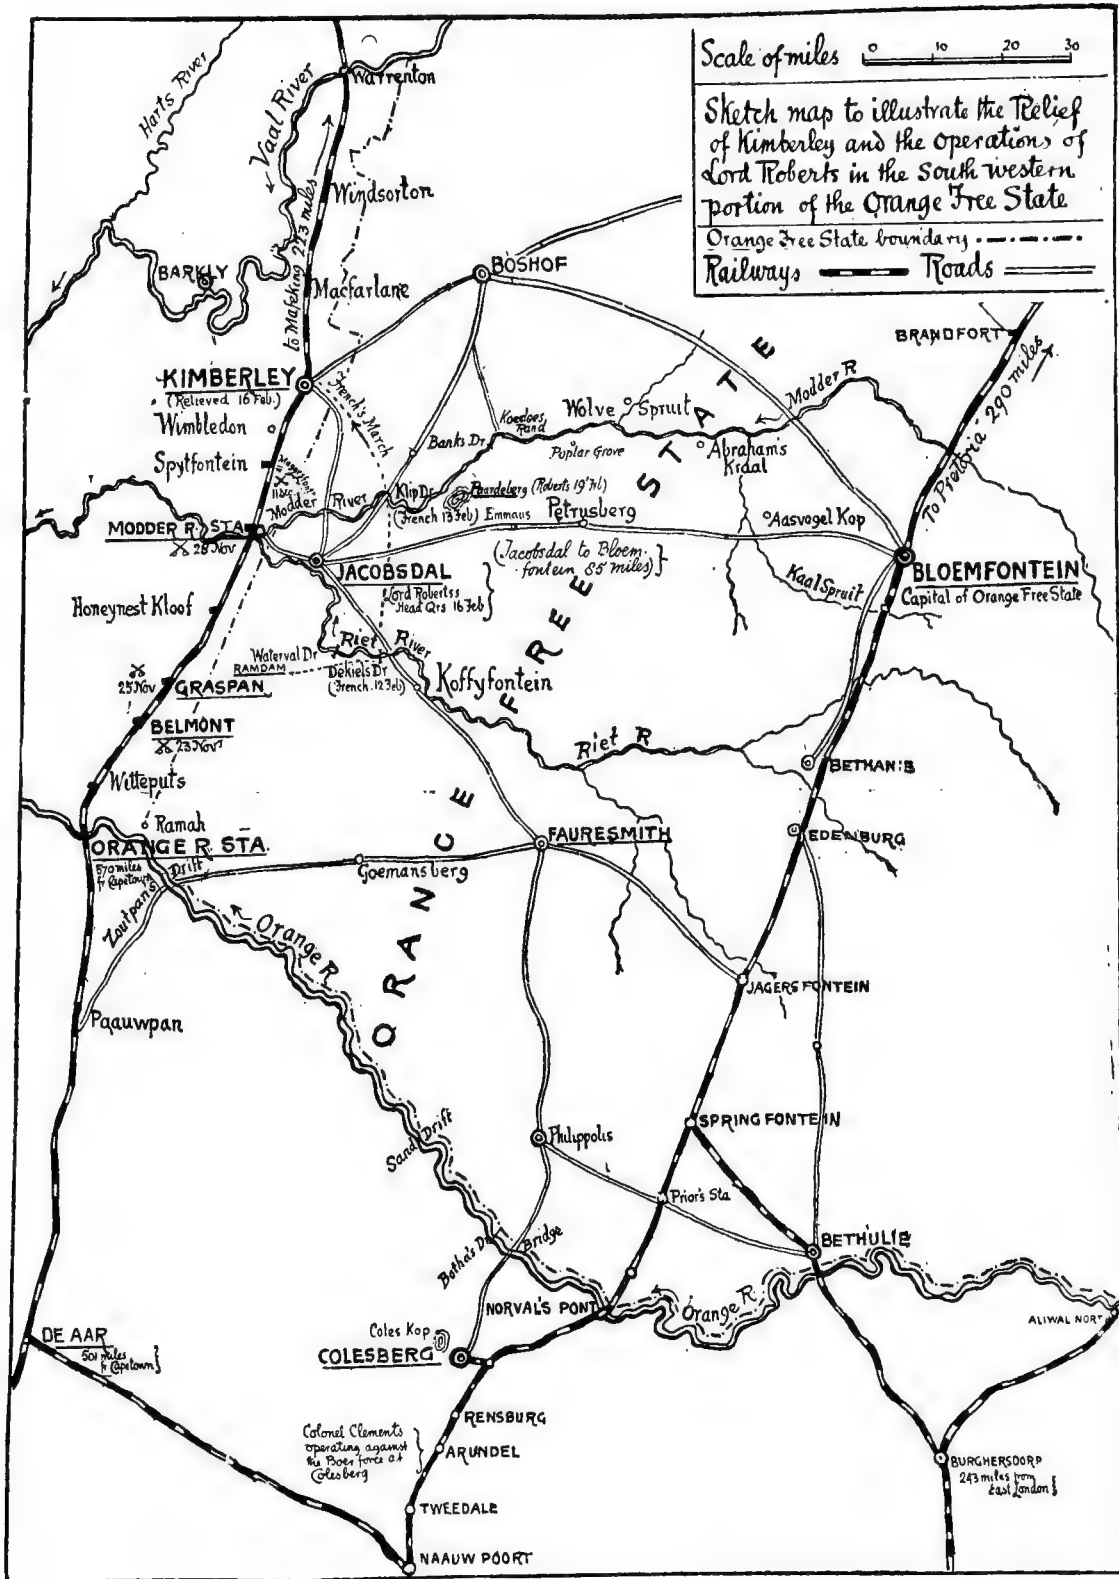 Scale of miles 0 10 20 30
Sketch map to illustrate the Relief
of Kimberley and the operations of
Lord Roberts in the South western
portion of the Orange Free State
Orange Free State boundary
Railways Roads
Harts River
Vaal River
Warrenton
Windsorton
to Mafeking 223 miles
BARKLY
Macfarlane
BOSHOF
BRANDFORT
To Pretoria 290 miles
KIMBERLEY
(Relieved 16 Feb.)
French's March
Wimbledon
Spytfontein
Koedoes
Rand
Wolve Spruit
Modder R
Banks Dr
Poplar Grove
Abraham's
Kraal
11 Dec
Modder River
Klip Dr
Paardeberg (Roberts 19 Feb)
(French 13 Feb) Emmaus
Petrusberg
Aasvogel Kop
MODDER R. STA
28 Nov
JACOBSDAL
Lord Robertss
Head Qrs 16 Feb
(Jacobsdal to Bloem-
fontein 85 miles)
Kaal Spruit
BLOEMFONTEIN
Capital of Orange Free State
Honeynest Kloof
Waterval Dr
RAMDAM
Riet River
Dekiels Dr
(French. 12 Feb)
Koffyfontein
25 Nov
GRASPAN
BELMONT
23 Nov
Riet R
BETHANIE
Witteputs
Ramah
ORANGE R. STA.
570 miles
fr Capetown
Zoutpans Drift
Goemansberg
FAURESMITH
EDENBURG
Orange R
ORANGE FREE STATE
JAGERSFONTEIN
Paauwpan
Sand Drift
Philippolis
SPRINGFONTEIN
Prior's Sta
Botha's Dr
Bridge
BETHULIE
NORVAL'S PONT
Orange R.
ALIWAL NORT
DE AAR
501 miles
fr Capetown
Coles Kop
COLESBERG
RENSBURG
Colonel Clements
operating against
the Boer force at
Colesberg
ARUNDEL
TWEEDALE
NAAUW POORT
BURGHERSDORP
243 miles from
East London